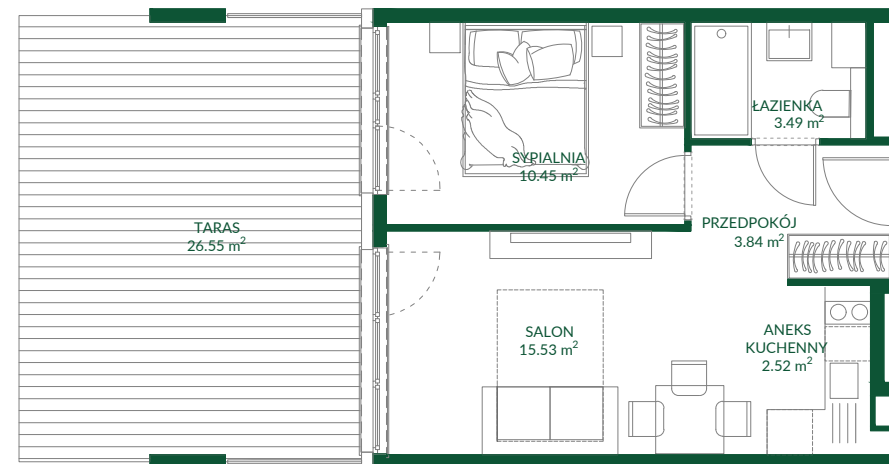 ŁAZIENKA
3.49 m²
SYPIALNIA
10.45 m²
TARAS
26.55 m²
PRZEDPOKÓJ
3.84 m²
SALON
15.53 m²
ANEKS
KUCHENNY
2.52 m²